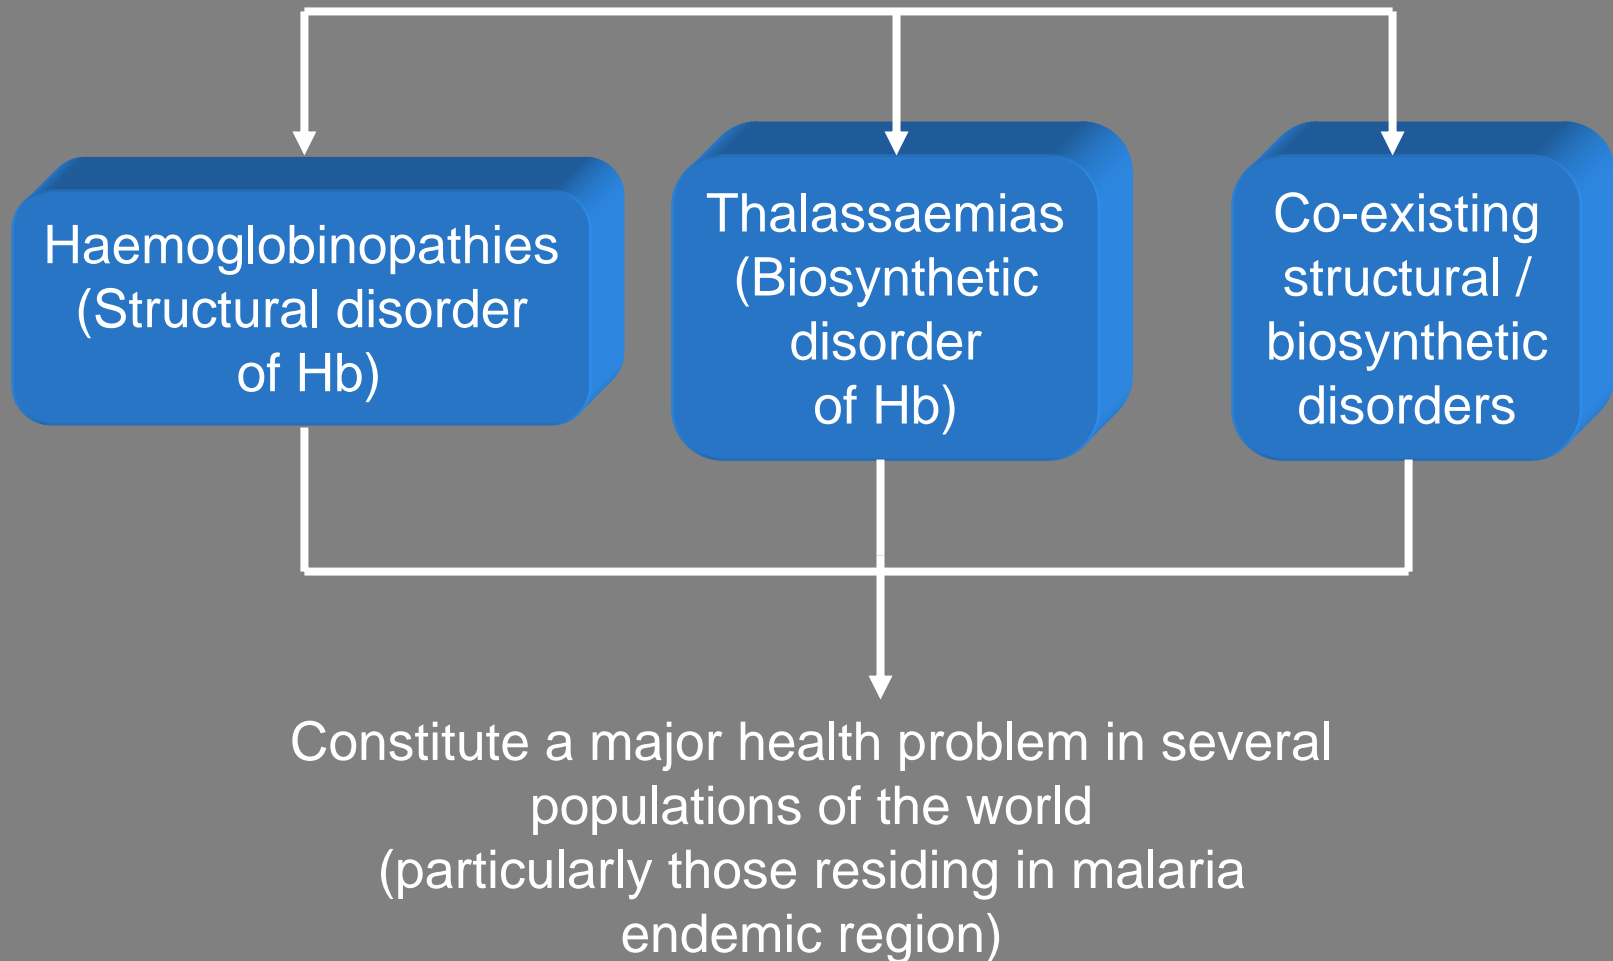 Haemoglobinopathies
(Structural disorder
of Hb)
Thalassaemias
(Biosynthetic
disorder
of Hb)
Co-existing
structural /
biosynthetic
disorders
Constitute a major health problem in several
populations of the world
(particularly those residing in malaria
endemic region)